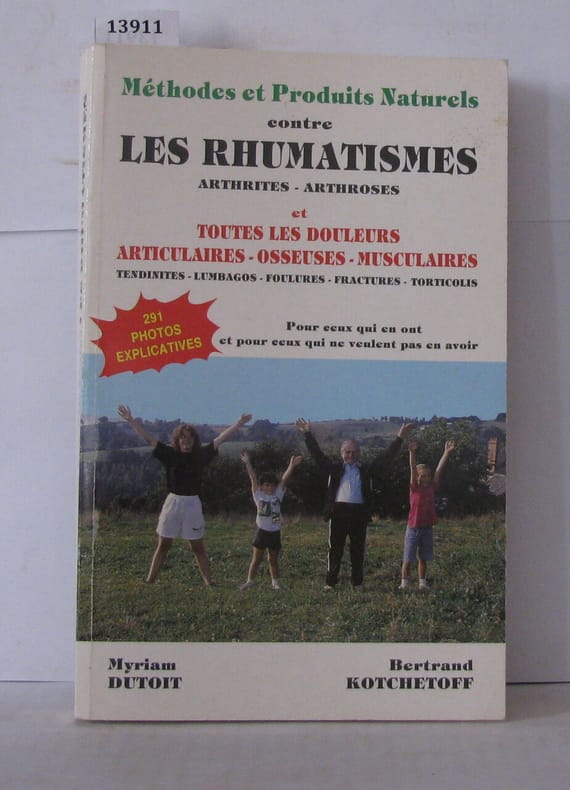 13911
Méthodes et Produits Naturels
contre
LES RHUMATISMES
ARTHRITES - ARTHROSES
et
TOUTES LES DOULEURS
ARTICULAIRES - OSSEUSES - MUSCULAIRES
TENDINITES - LUMBAGOS - FOULURES - FRACTURES - TORTICOLIS
291
PHOTOS
EXPLICATIVES
Pour ceux qui en ont
et pour ceux qui ne veulent pas en avoir
Myriam
DUTOIT
Bertrand
KOTCHETOFF